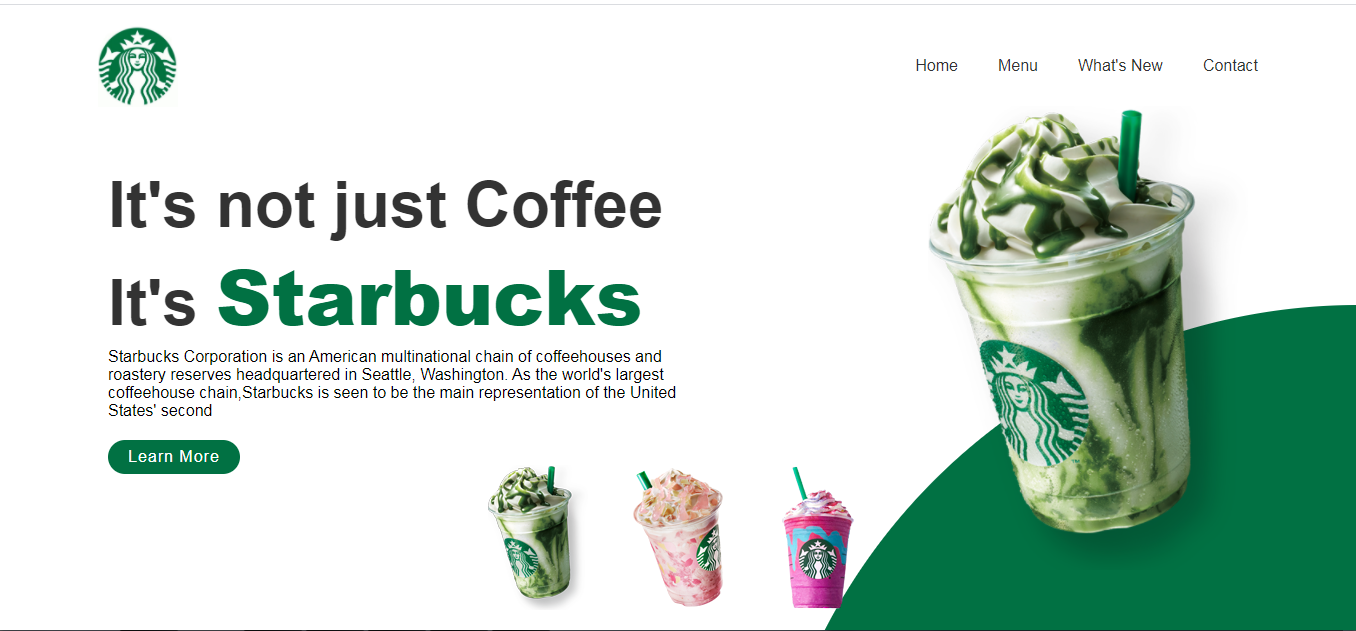 Home Menu What's New Contact
It's not just Coffee
It's Starbucks
Starbucks Corporation is an American multinational chain of coffeehouses and
roastery reserves headquartered in Seattle, Washington. As the world's largest
coffeehouse chain,Starbucks is seen to be the main representation of the United
States' second
Learn More